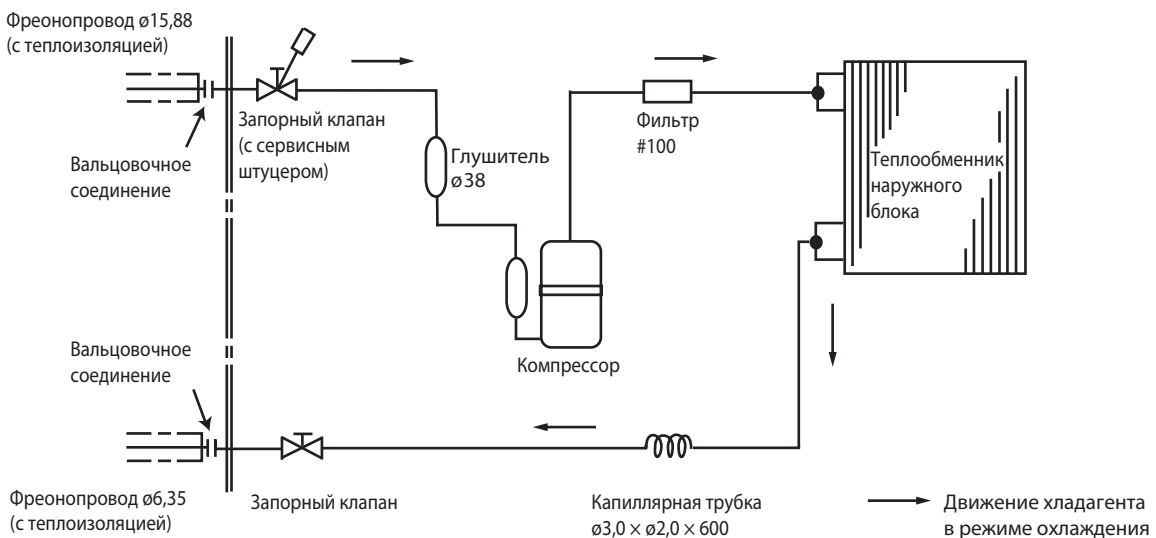 Фреонопровод ø15,88
(с теплоизоляцией)
Вальцовочное
соединение
Запорный клапан
(с сервисным
штуцером)
Глушитель
ø38
Фильтр
#100
Теплообменник
наружного
блока
Компрессор
Вальцовочное
соединение
Фреонопровод ø6,35
(с теплоизоляцией)
Запорный клапан
Капиллярная трубка
ø3,0 × ø2,0 × 600
Движение хладагента
в режиме охлаждения